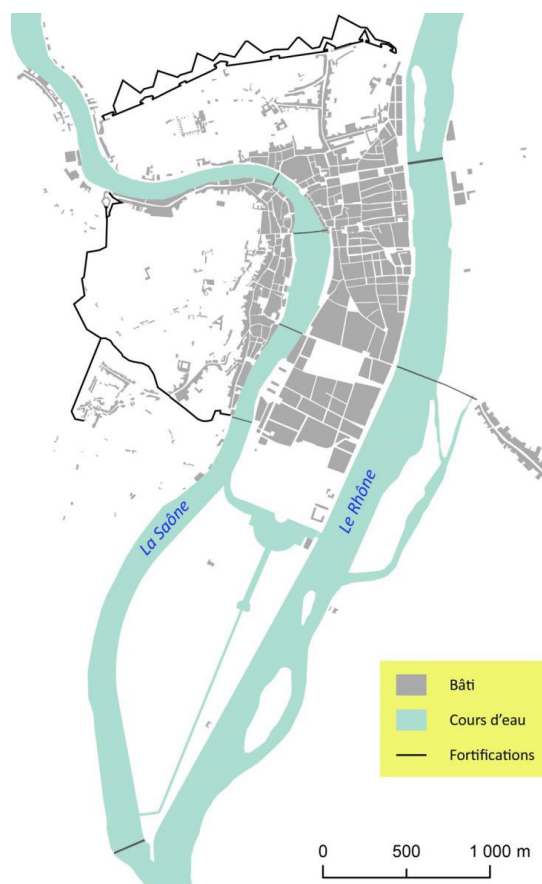 La Saône
Le Rhône
Bâti
Cours d'eau
Fortifications
0 500 1 000 m